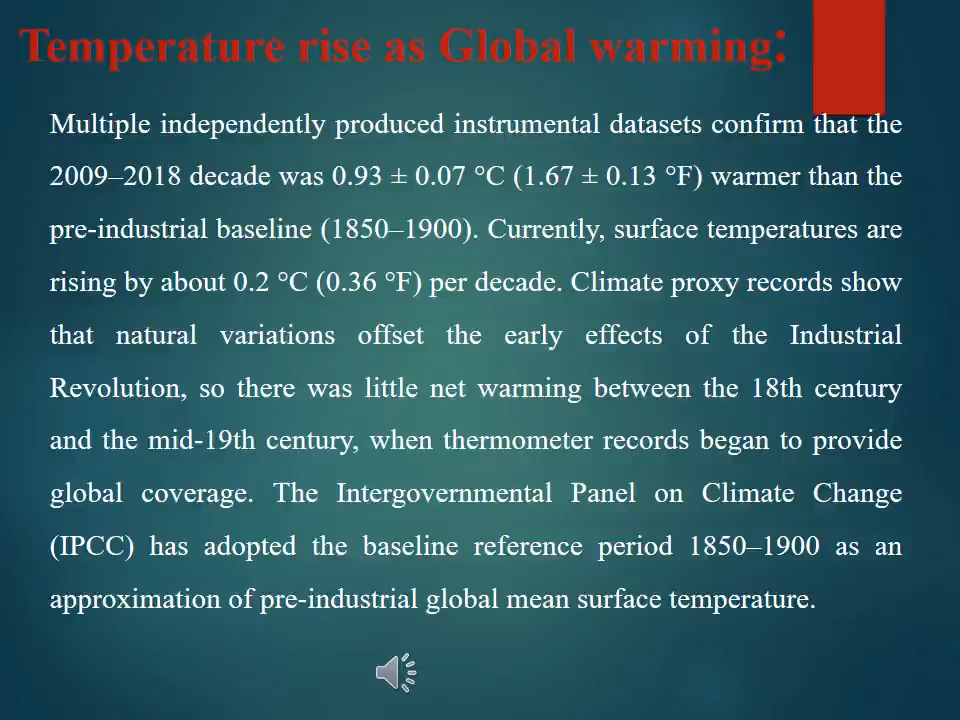 Temperature rise as Global warming:
Multiple independently produced instrumental datasets confirm that the
2009–2018 decade was 0.93 ± 0.07 °C (1.67 ± 0.13 °F) warmer than the
pre-industrial baseline (1850–1900). Currently, surface temperatures are
rising by about 0.2 °C (0.36 °F) per decade. Climate proxy records show
that natural variations offset the early effects of the Industrial
Revolution, so there was little net warming between the 18th century
and the mid-19th century, when thermometer records began to provide
global coverage. The Intergovernmental Panel on Climate Change
(IPCC) has adopted the baseline reference period 1850–1900 as an
approximation of pre-industrial global mean surface temperature.